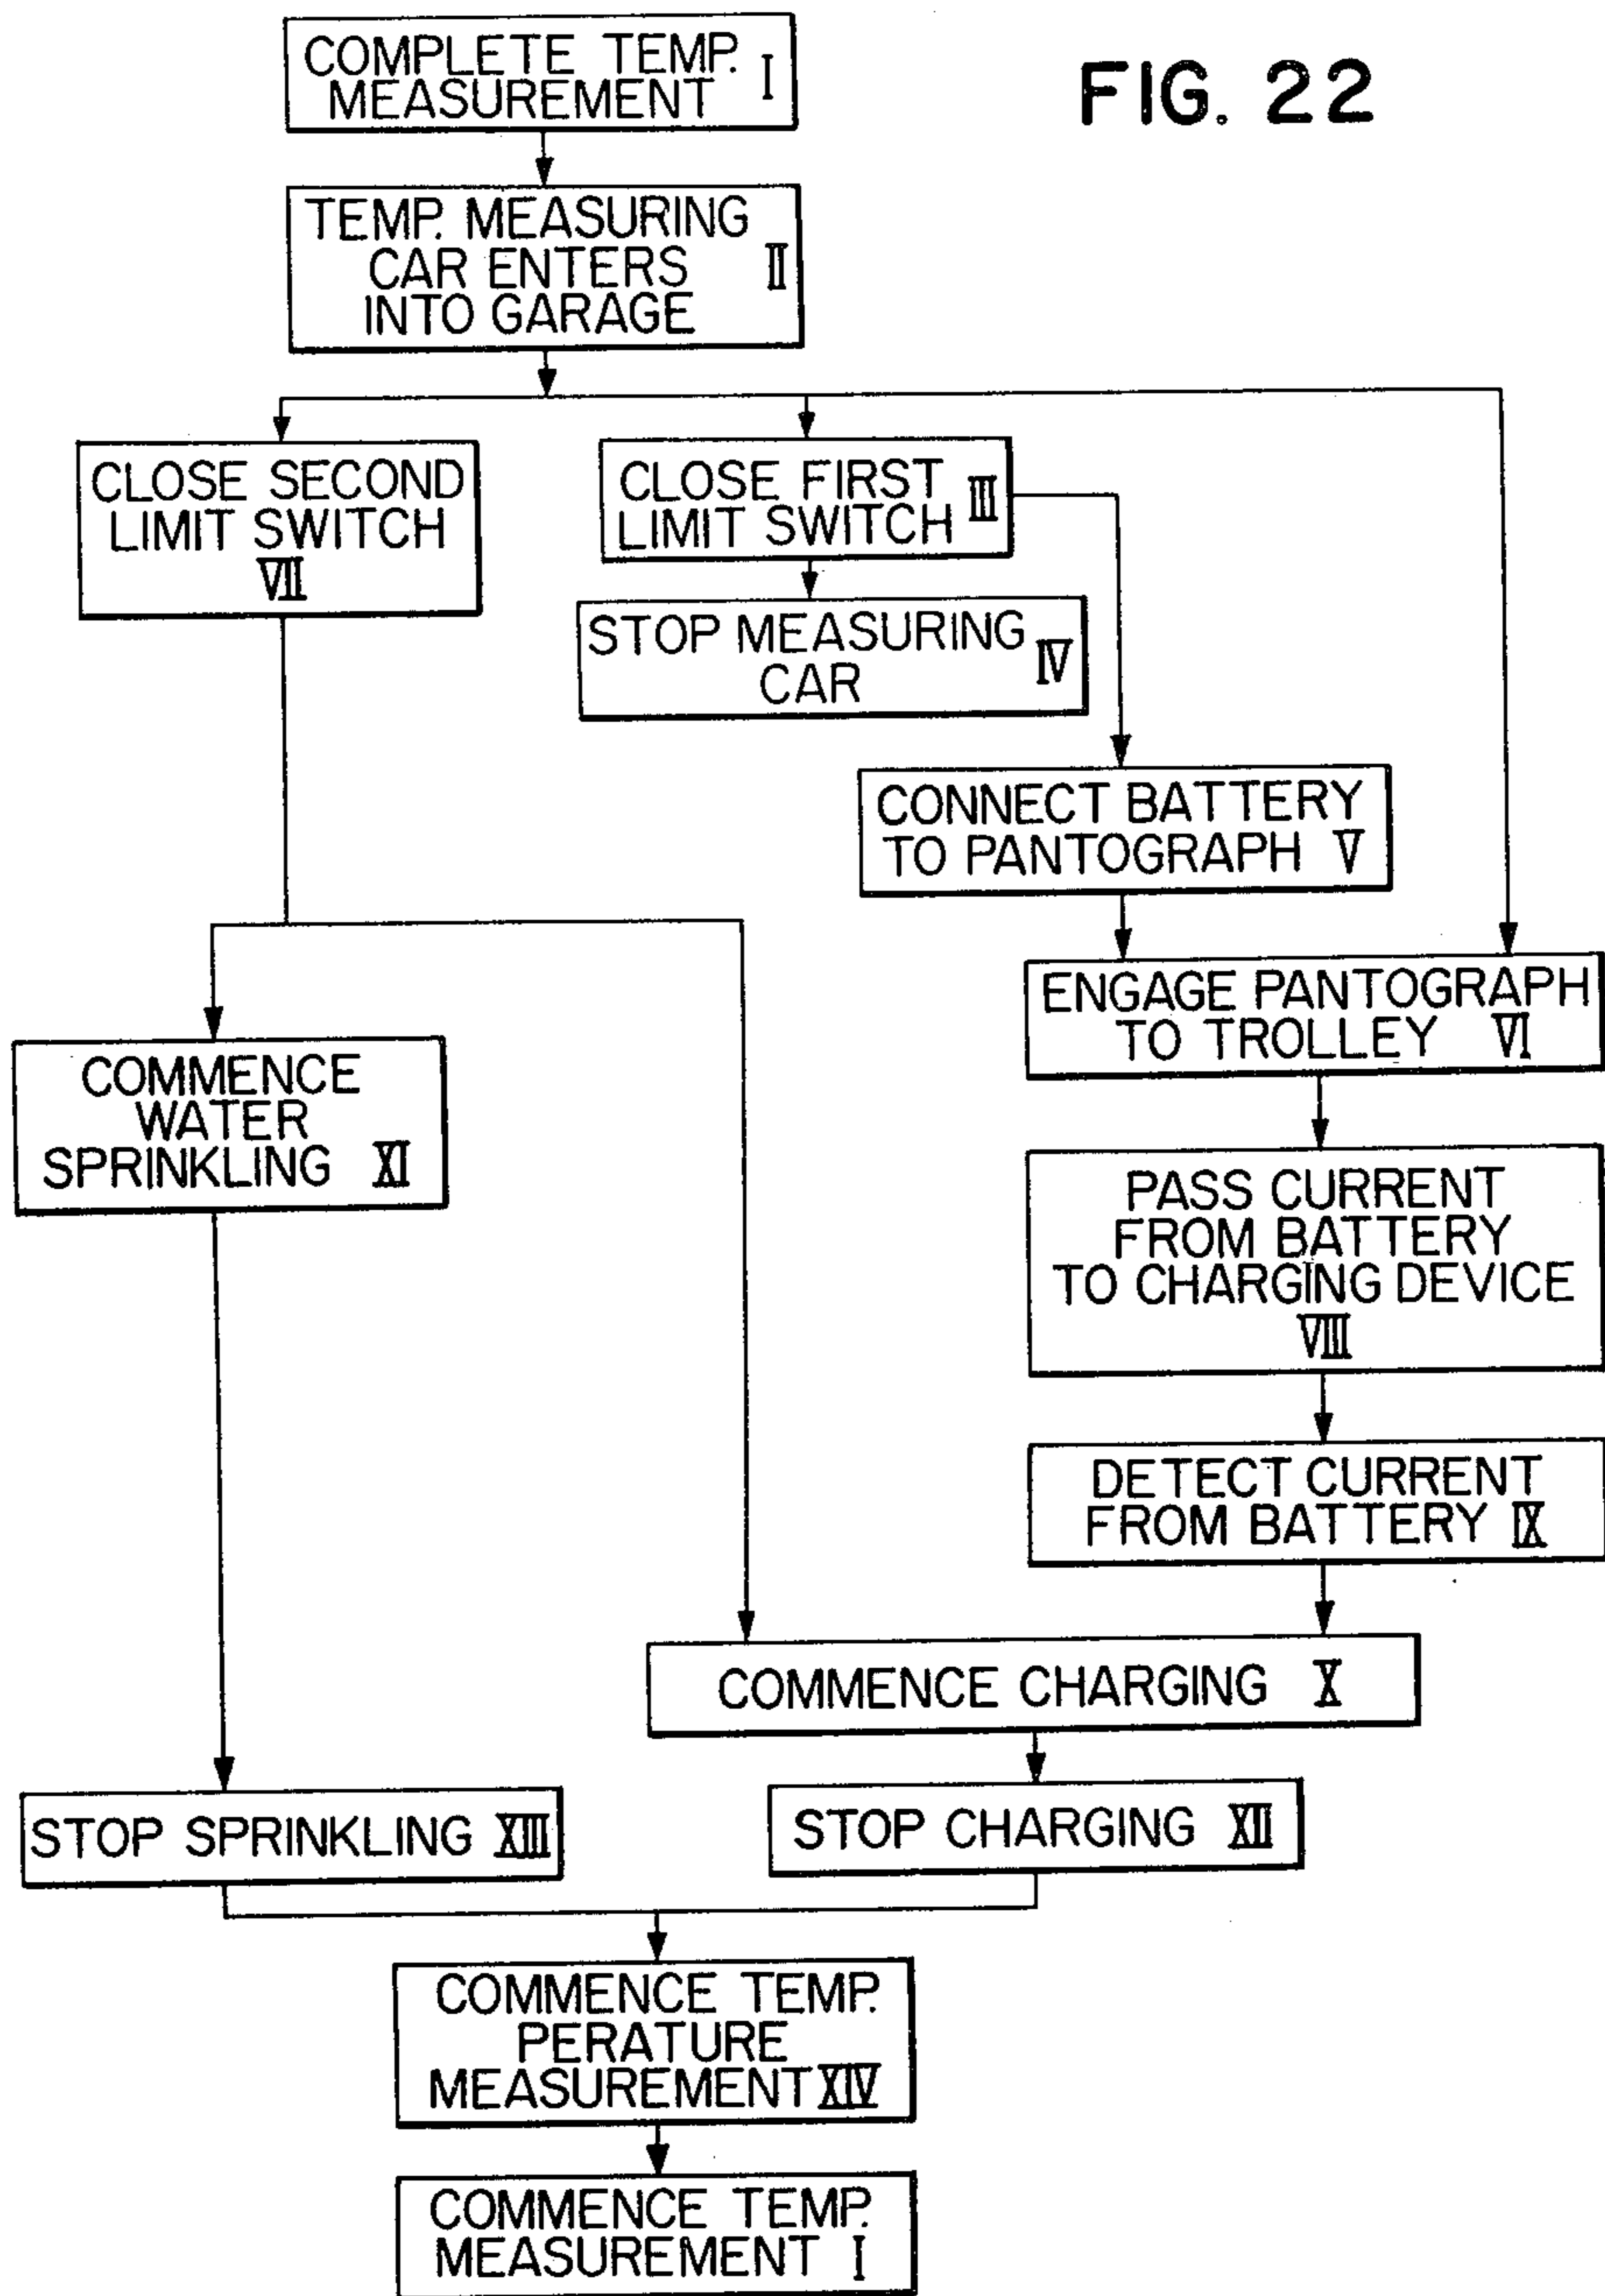 FIG. 22
COMPLETE TEMP.
MEASUREMENT I
TEMP. MEASURING
CAR ENTERS
INTO GARAGE II
CLOSE SECOND
LIMIT SWITCH
VII
CLOSE FIRST
LIMIT SWITCH III
STOP MEASURING
CAR IV
CONNECT BATTERY
TO PANTOGRAPH V
ENGAGE PANTOGRAPH
TO TROLLEY VI
COMMENCE
WATER
SPRINKLING XI
PASS CURRENT
FROM BATTERY
TO CHARGING DEVICE
VIII
DETECT CURRENT
FROM BATTERY IX
COMMENCE CHARGING X
STOP SPRINKLING XIII
STOP CHARGING XII
COMMENCE TEMP.
PERATURE
MEASUREMENT XIV
COMMENCE TEMP.
MEASUREMENT I